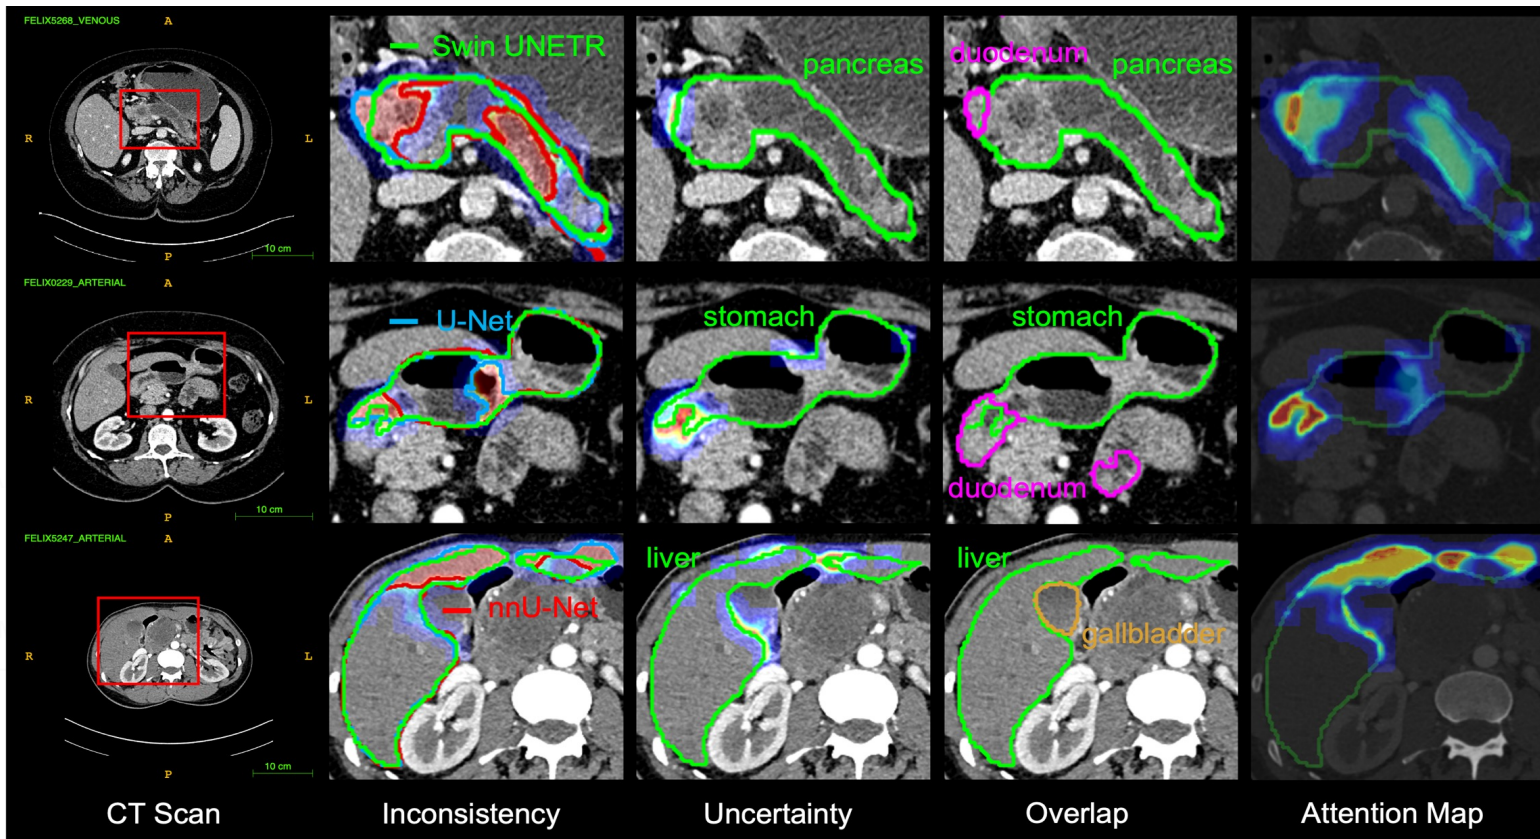 FELIX5268_VENOUS
A
R
L
P
10 cm
Swin UNETR
pancreas
duodenum
pancreas
FELIX0229_ARTERIAL
A
R
L
P
10 cm
U-Net
stomach
stomach
duodenum
FELIX5247_ARTERIAL
A
R
L
P
10 cm
nnU-Net
liver
liver
gallbladder
CT Scan
Inconsistency
Uncertainty
Overlap
Attention Map